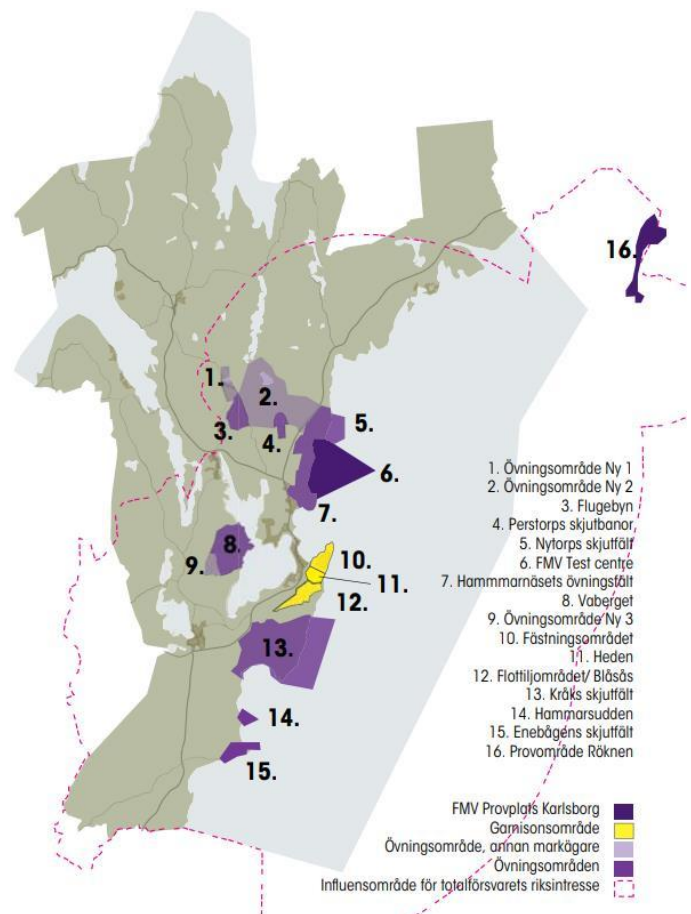 16.
1.
2.
3.
4.
5.
6.
7.
8.
9.
10.
11.
12.
13.
14.
15.
1. Övningsområde Ny 1
2. Övningsområde Ny 2
3. Flugebyn
4. Perstorps skjutbanor
5. Nytorps skjutfält
6. FMV Test centre
7. Hammmarnäsets övningsfält
8. Vaberget
9. Övningsområde Ny 3
10. Fästningsområdet
11. Heden
12. Flottiljområdet/ Blåsås
13. Kråks skjutfält
14. Hammarsudden
15. Enebågens skjutfält
16. Provområde Röknen
FMV Provplats Karlsborg
Garnisonsområde
Övningsområde, annan markägare
Övningsområden
Influensområde för totalförsvarets riksintresse